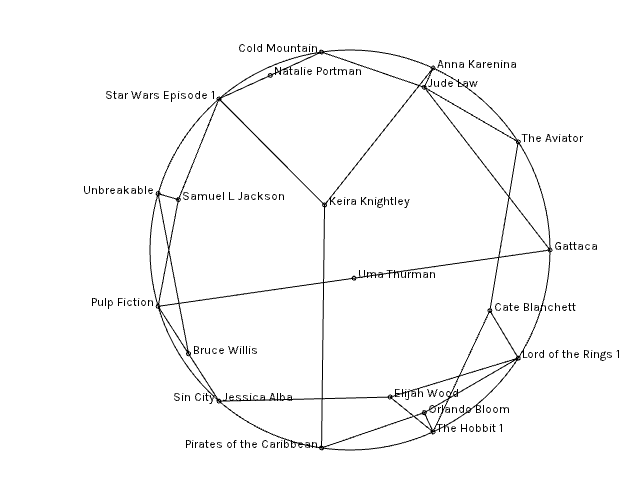 Cold Mountain
Anna Karenina
Natalie Portman
Jude Law
Star Wars Episode 1
The Aviator
Unbreakable
Samuel L Jackson
Keira Knightley
Gattaca
Uma Thurman
Pulp Fiction
Cate Blanchett
Bruce Willis
Lord of the Rings 1
Sin City
Jessica Alba
Elijah Wood
Orlando Bloom
The Hobbit 1
Pirates of the Caribbean